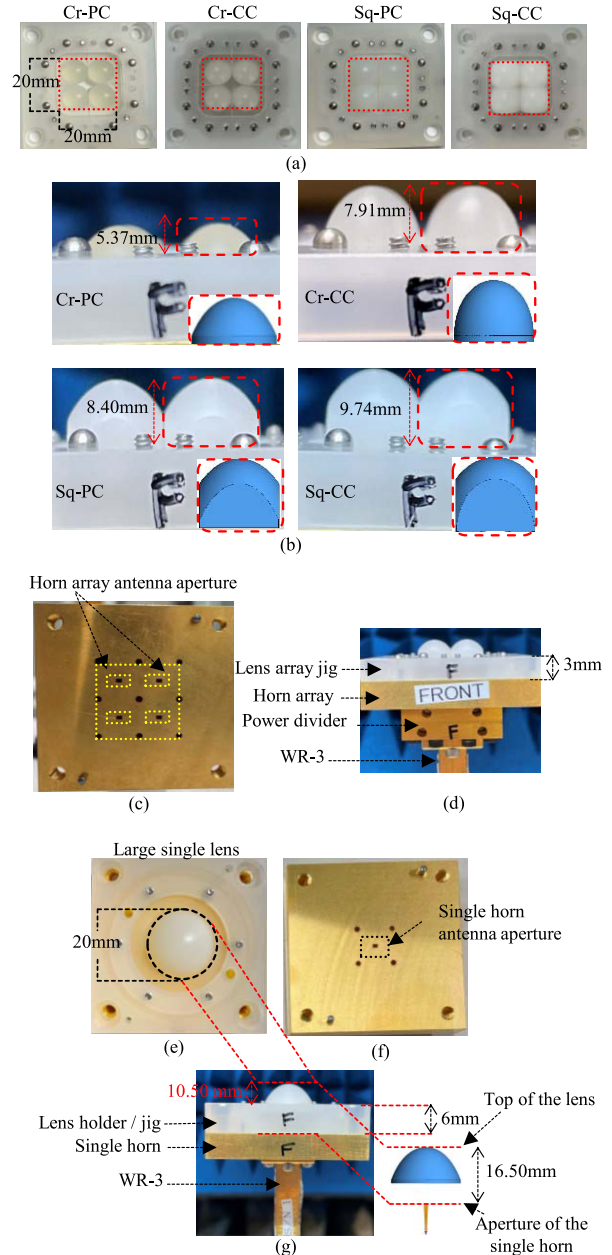 Cr-PC Cr-CC Sq-PC Sq-CC
20mm
20mm
(a)
5.37mm
7.91mm
Cr-PC
F
Cr-CC
F
8.40mm
9.74mm
Sq-PC
F
Sq-CC
F
(b)
Horn array antenna aperture
(c)
Lens array jig
F
3mm
Horn array
FRONT
Power divider
F
WR-3
(d)
Large single lens
20mm
(e)
Single horn
antenna aperture
(f)
10.50 mm
Lens holder / jig
F
6mm
Single horn
F
WR-3
Top of the lens
16.50mm
Aperture of the
single horn
(g)